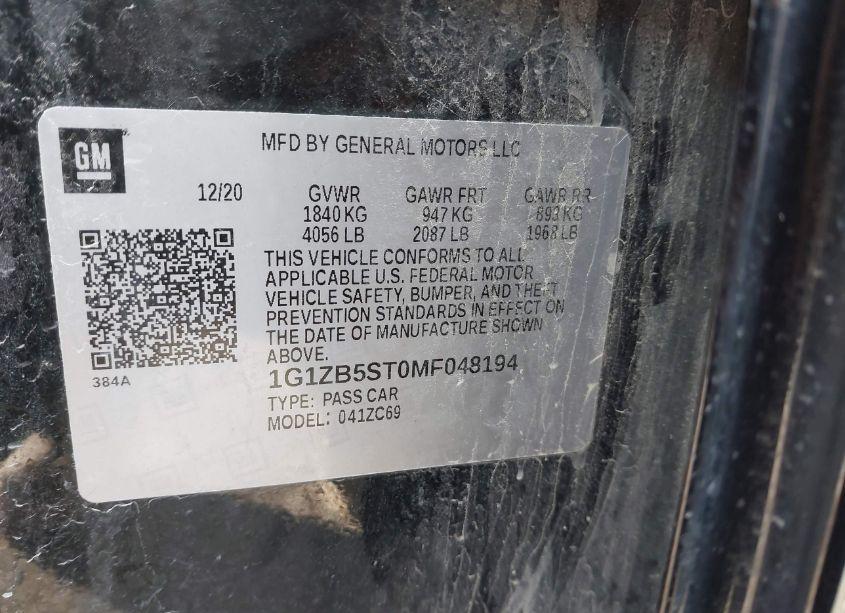 GM
MFD BY GENERAL MOTORS LLC
12/20 GVWR GAWR FRT GAWR RR
1840 KG 947 KG 893 KG
4056 LB 2087 LB 1968 LB
THIS VEHICLE CONFORMS TO ALL
APPLICABLE U.S. FEDERAL MOTOR
VEHICLE SAFETY, BUMPER, AND THEFT
PREVENTION STANDARDS IN EFFECT ON
THE DATE OF MANUFACTURE SHOWN
ABOVE.
384A
1G1ZB5ST0MF048194
TYPE: PASS CAR
MODEL: 041ZC69